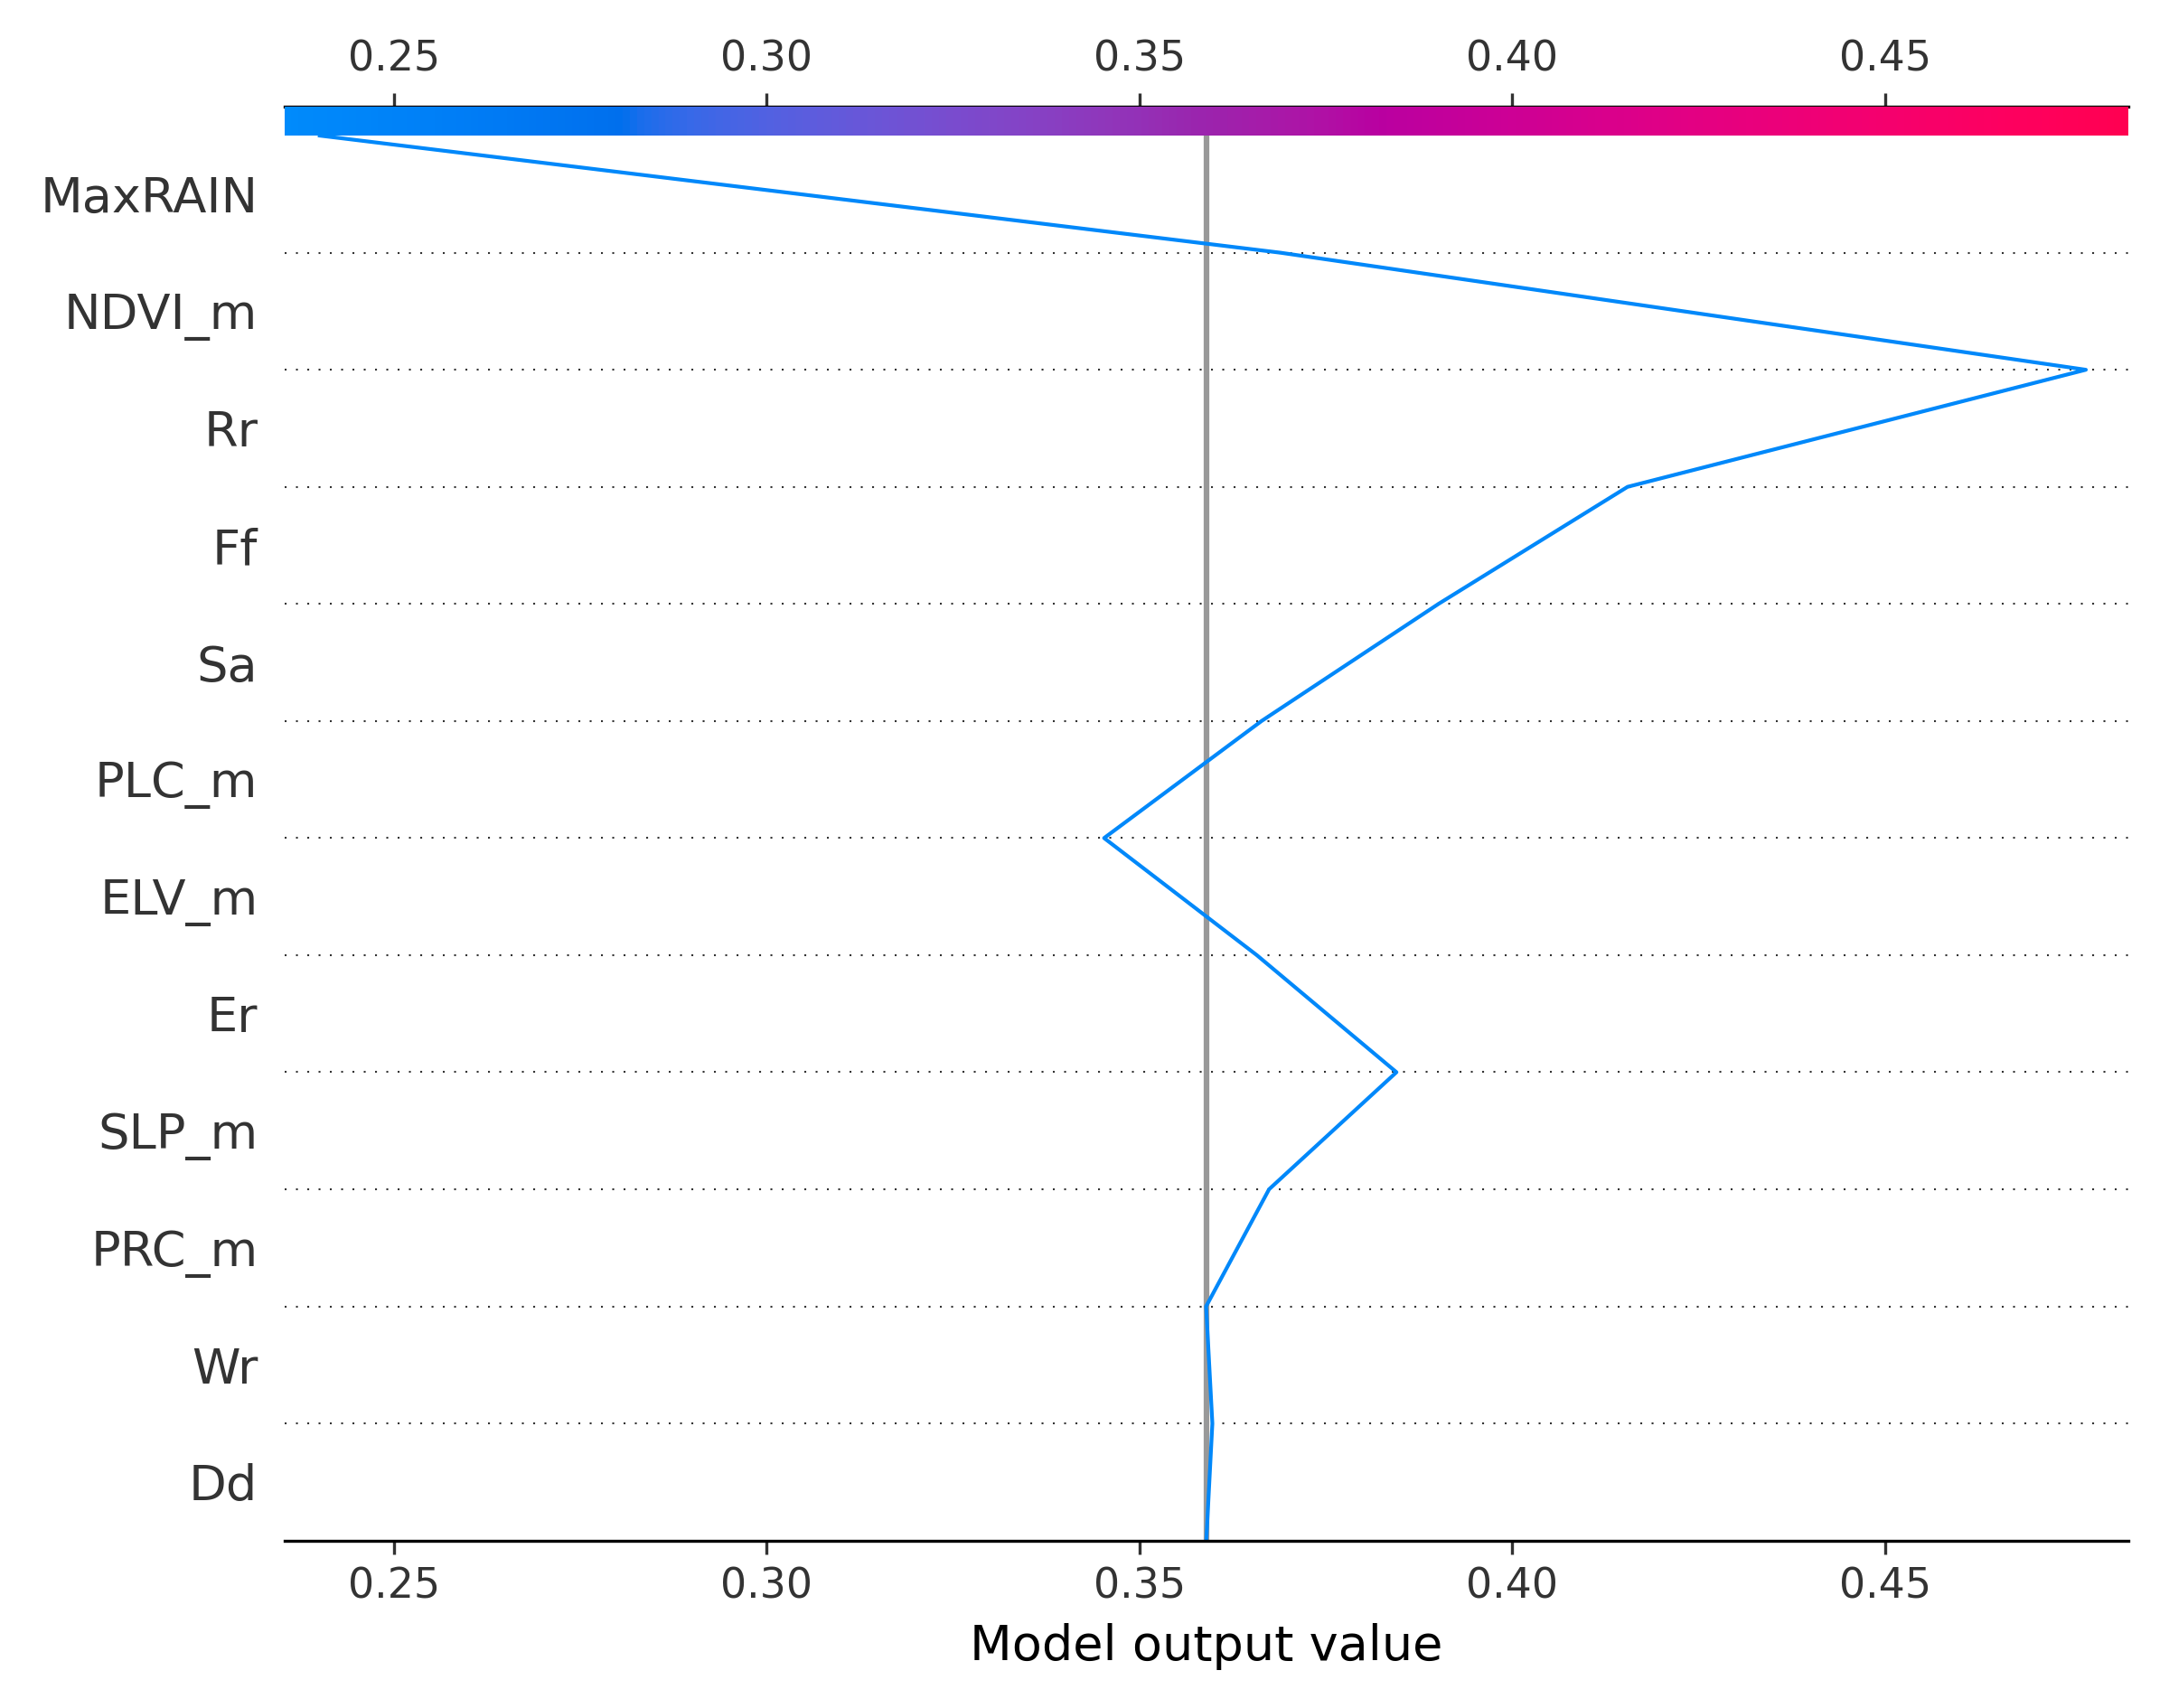 0.25 0.30 0.35 0.40 0.45
MaxRAIN
NDVI_m
Rr
Ff
Sa
PLC_m
ELV_m
Er
SLP_m
PRC_m
Wr
Dd
0.25 0.30 0.35 0.40 0.45
Model output value